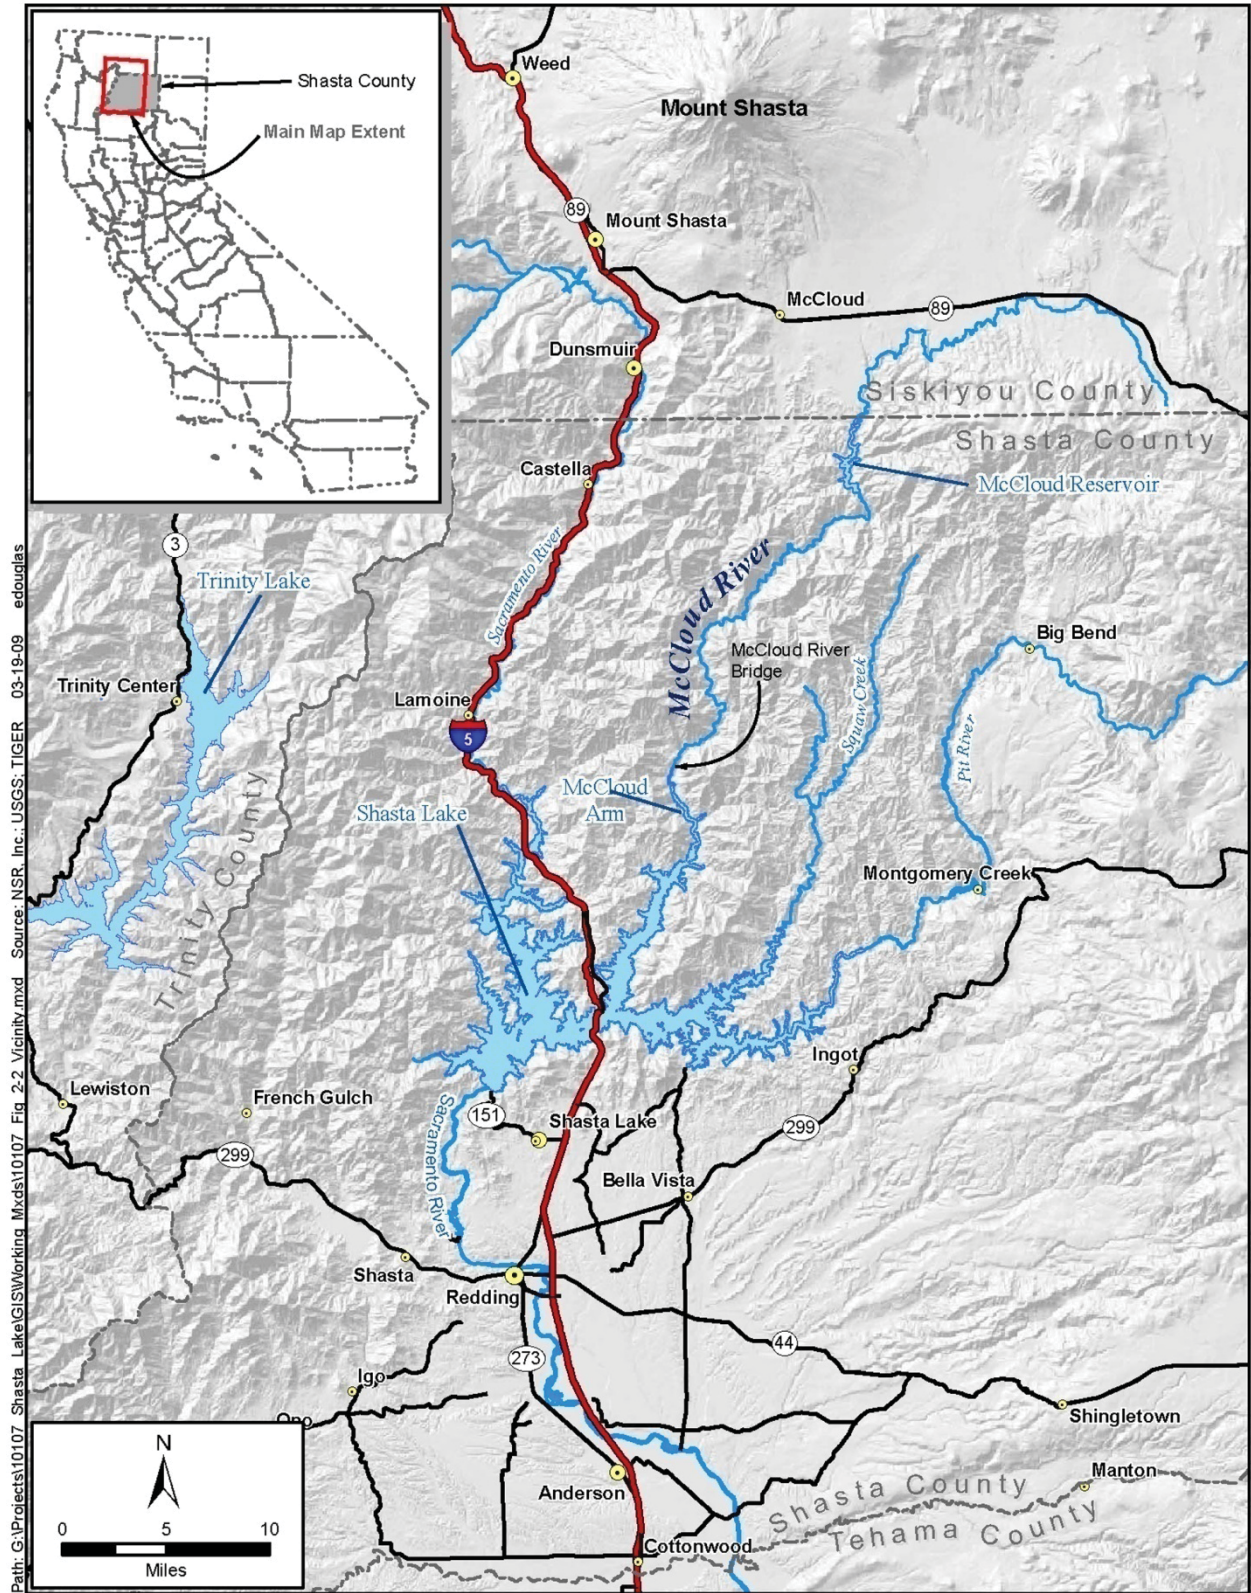 Weed
Mount Shasta
Shasta County
Main Map Extent
89
Mount Shasta
McCloud
89
Dunsmuir
Siskiyou County
Shasta County
Castella
McCloud Reservoir
3
Trinity Lake
Sacramento River
McCloud River
McCloud River
Bridge
Squaw Creek
Big Bend
Trinity Center
Lamoine
5
Pit River
McCloud
Arm
Shasta Lake
Trinity County
Montgomery Creek
Ingot
Lewiston
French Gulch
151
Shasta Lake
299
299
Sacramento River
Bella Vista
Shasta
Redding
44
273
Igo
Ono
Shingletown
Manton
Anderson
Shasta County
Tehama County
Cottonwood
N
0 5 10
Miles
Path: G:\Projects\10107 Shasta Lake\GIS\Working Mxds\10107 Fig 2-2 Vicinity.mxd Source: NSR, Inc.; USGS; TIGER 03-19-09 edouglas